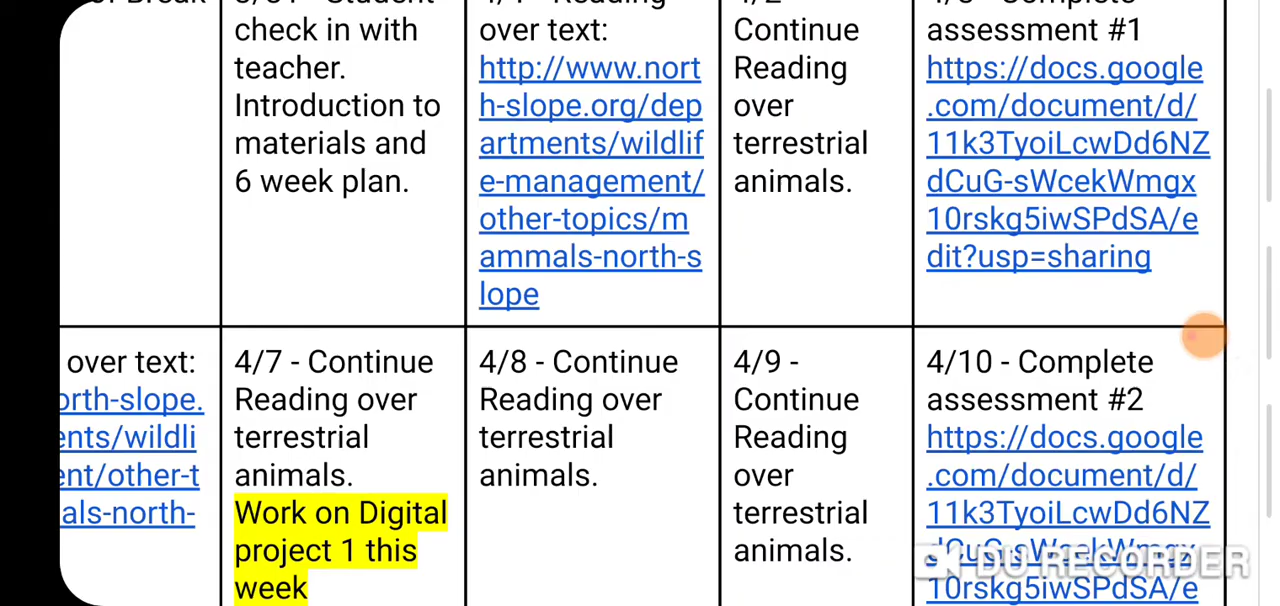 check in with
teacher.
Introduction to
materials and
6 week plan.
over text:
http://www.nort
h-slope.org/dep
artments/wildlif
e-management/
other-topics/m
ammals-north-s
lope
Continue
Reading
over
terrestrial
animals.
assessment #1
https://docs.google
.com/document/d/
11k3TyoiLcwDd6NZ
dCuG-sWcekWmgx
10rskg5iwSPdSA/e
dit?usp=sharing
over text:
orth-slope.
ents/wildli
ent/other-t
als-north-
4/7 - Continue
Reading over
terrestrial
animals.
Work on Digital
project 1 this
week
4/8 - Continue
Reading over
terrestrial
animals.
4/9 -
Continue
Reading
over
terrestrial
animals.
4/10 - Complete
assessment #2
https://docs.google
.com/document/d/
11k3TyoiLcwDd6NZ
dCuG-sWcekWmgx
10rskg5iwSPdSA/e
DU RECORDER